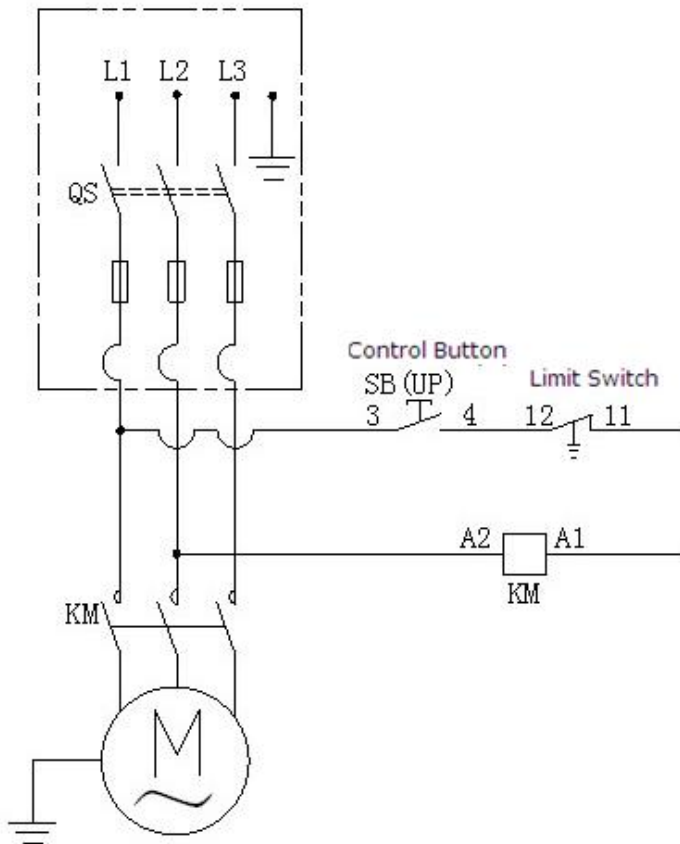 L1 L2 L3
QS
Control Button
SB(UP)
Limit Switch
3 4 12 11
A2 A1
KM
KM
M